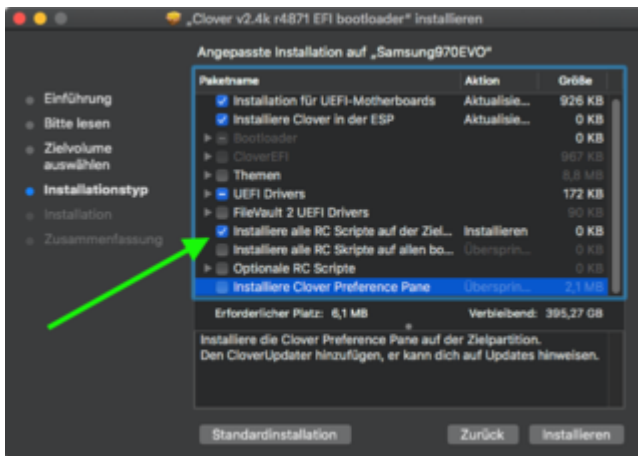 „Clover v2.4k r4871 EFI bootloader“ installieren
Angepasste Installation auf „Samsung970EVO“
Einführung
Bitte lesen
Zielvolume
auswählen
Installationstyp
Installation
Zusammenfassung
Paketname Aktion Größe
Installation für UEFI-Motherboards Aktualisie... 926 KB
Installiere Clover in der ESP Aktualisie... 0 KB
Bootloader 0 KB
CloverEFI 967 KB
Themen 8,8 MB
UEFI Drivers 172 KB
FileVault 2 UEFI Drivers 90 KB
Installiere alle RC Scripte auf der Ziel... Installieren 0 KB
Installiere alle RC Skripte auf allen bo... Übersprin... 0 KB
Optionale RC Scripte 0 KB
Installiere Clover Preference Pane Übersprin... 2,1 MB
Erforderlicher Platz: 6,1 MB Verbleibend: 395,27 GB
Installiere die Clover Preference Pane auf der Zielpartition.
Den CloverUpdater hinzufügen, er kann dich auf Updates hinweisen.
Standardinstallation Zurück Installieren